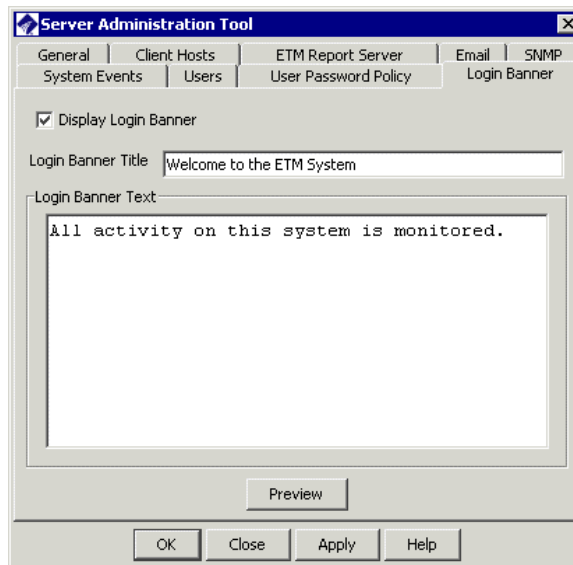 Server Administration Tool
General Client Hosts ETM Report Server Email SNMP
System Events Users User Password Policy Login Banner
Display Login Banner
Login Banner Title Welcome to the ETM System
Login Banner Text
All activity on this system is monitored.
Preview
OK Close Apply Help